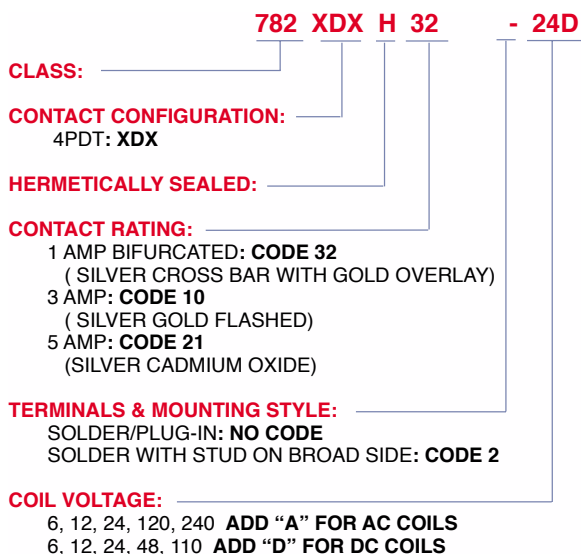 782 XDX H 32 - 24D
CLASS:
CONTACT CONFIGURATION:
4PDT: XDX
HERMETICALLY SEALED:
CONTACT RATING:
1 AMP BIFURCATED: CODE 32
( SILVER CROSS BAR WITH GOLD OVERLAY)
3 AMP: CODE 10
( SILVER GOLD FLASHED)
5 AMP: CODE 21
(SILVER CADMIUM OXIDE)
TERMINALS & MOUNTING STYLE:
SOLDER/PLUG-IN: NO CODE
SOLDER WITH STUD ON BROAD SIDE: CODE 2
COIL VOLTAGE:
6, 12, 24, 120, 240 ADD “A” FOR AC COILS
6, 12, 24, 48, 110 ADD “D” FOR DC COILS